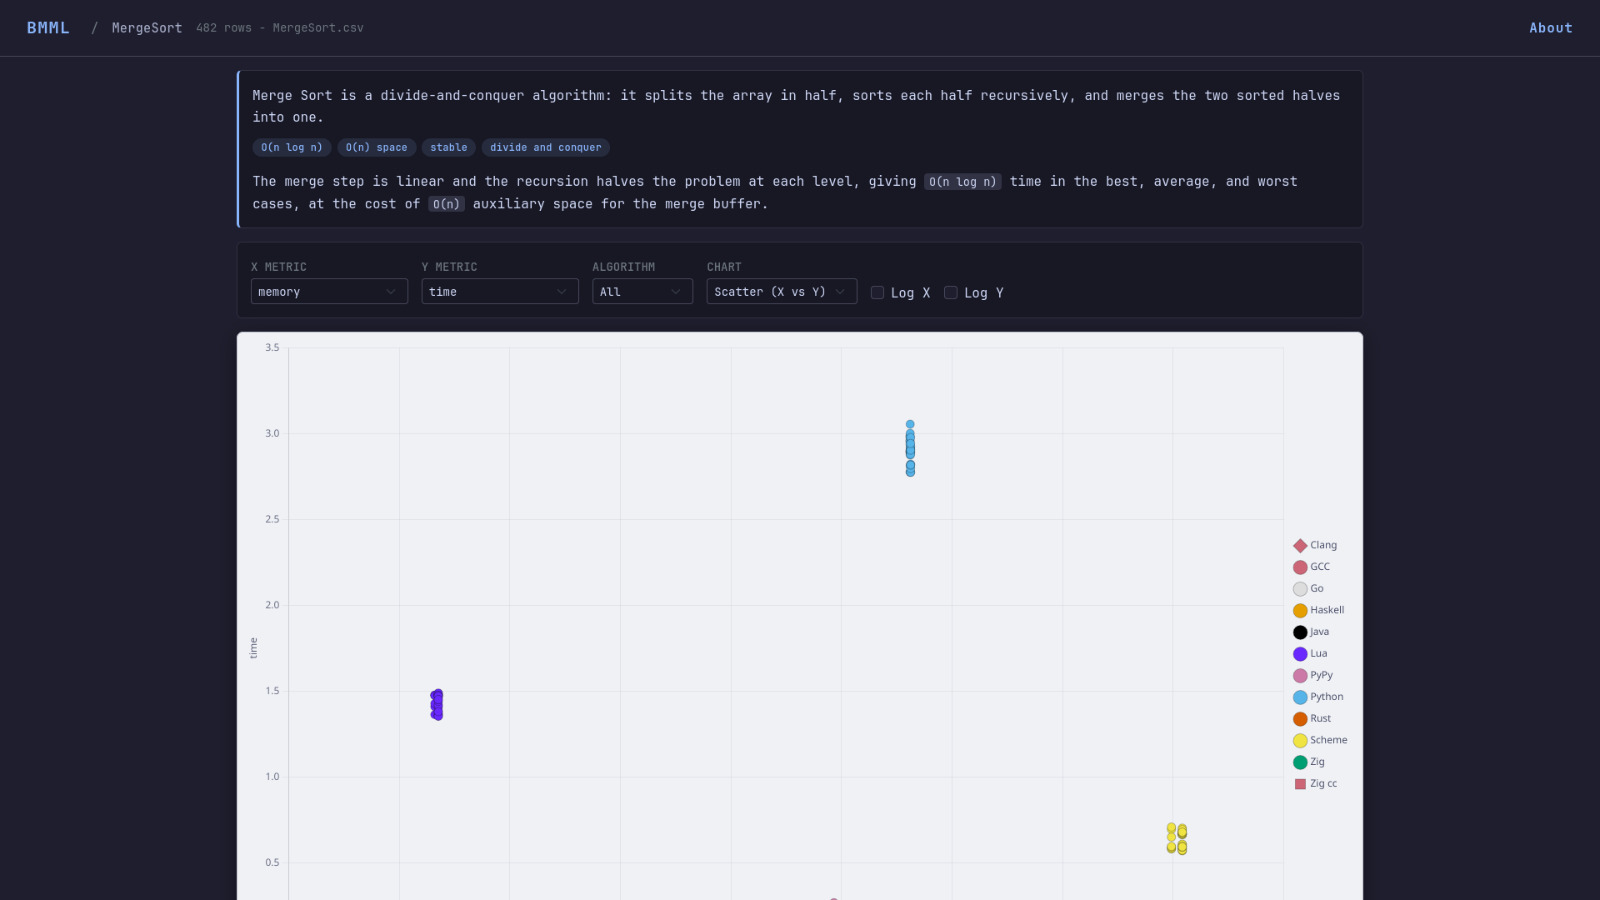 BMML / MergeSort 482 rows - MergeSort.csv About
Merge Sort is a divide-and-conquer algorithm: it splits the array in half, sorts each half recursively, and merges the two sorted halves
into one.
O(n log n) O(n) space stable divide and conquer
The merge step is linear and the recursion halves the problem at each level, giving O(n log n) time in the best, average, and worst
cases, at the cost of O(n) auxiliary space for the merge buffer.
X METRIC Y METRIC ALGORITHM CHART
memory time All Scatter (X vs Y) Log X Log Y
3.5
3.0
2.5
2.0
1.5
1.0
0.5
time
Clang
GCC
Go
Haskell
Java
Lua
PyPy
Python
Rust
Scheme
Zig
Zig cc